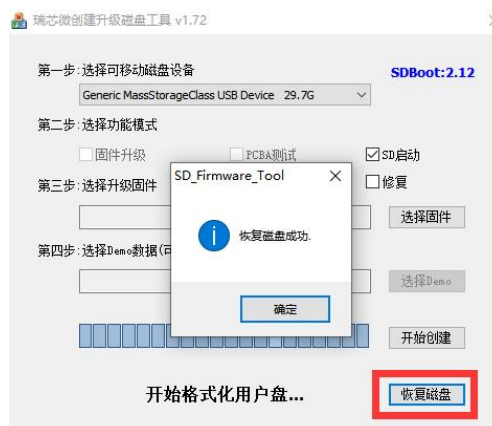 瑞芯微创建升级磁盘工具 v1.72
第一步:选择可移动磁盘设备
SDBoot:2.12
Generic MassStorageClass USB Device 29.7G
第二步:选择功能模式
固件升级
PCBA测试
SD启动
SD_Firmware_Tool
修复
第三步:选择升级固件
恢复磁盘成功.
选择固件
第四步:选择Demo数据(可
选择Demo
确定
开始创建
开始格式化用户盘...
恢复磁盘